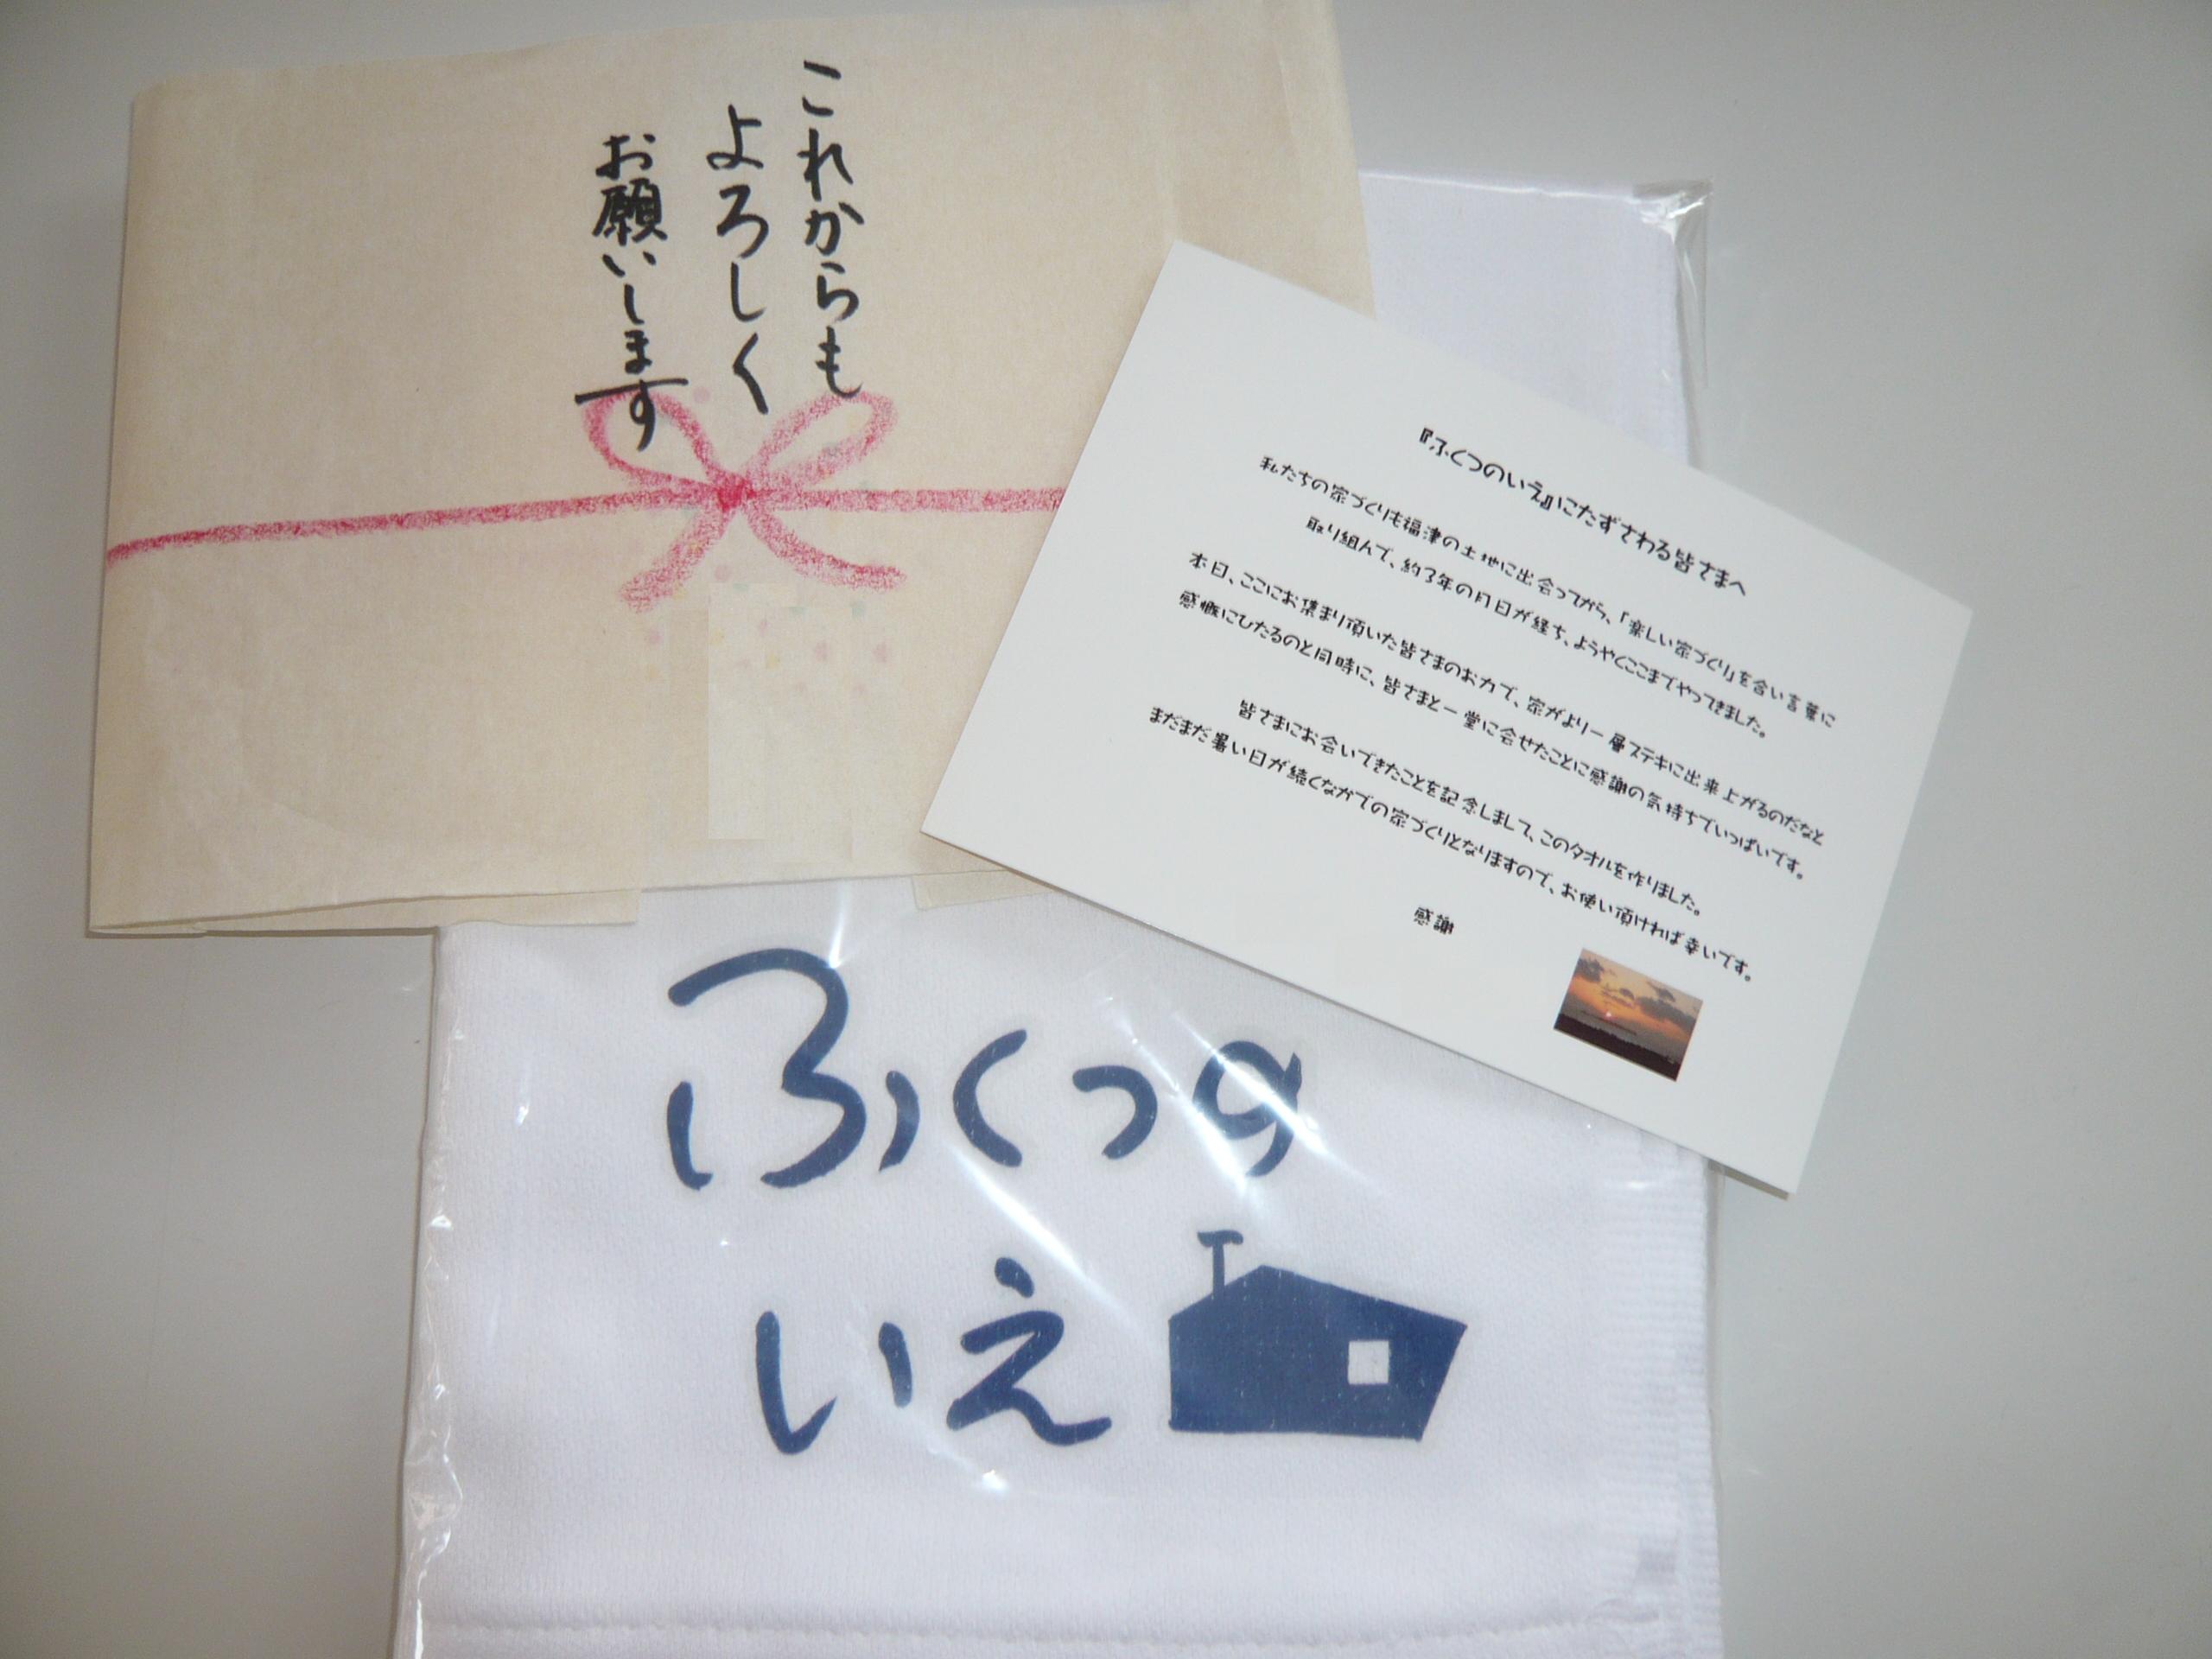 これからも
よろしく
お願いします
『ふくつのいえ』にたずさわる皆さまへ
私たちの家づくりも福津の土地に出会ってから、「楽しい家づくり」を合い言葉に
取り組んで、約3年の月日が経ち、ようやくここまでやってきました。
本日、ここにお集まり頂いた皆さまのお力で、家がより一層ステキに出来上がるのだなと
感慨にひたるのと同時に、皆さまと一堂に会せたことに感謝の気持ちでいっぱいです。
皆さまにお会いできたことを記念しまして、このタオルを作りました。
まだまだ暑い日が続くなかでの家づくりとなりますので、お使い頂ければ幸いです。
感謝
ふくつの
いえ